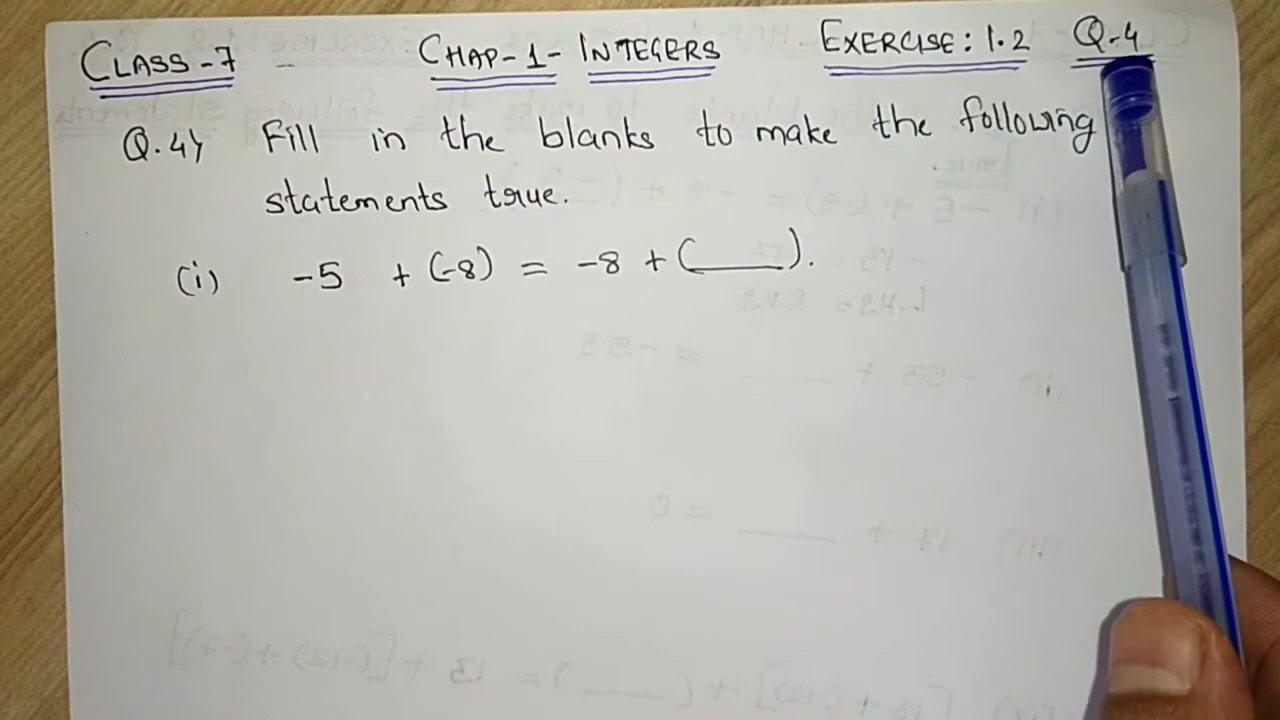 CLASS-7 - CHAP-1- INTEGERS EXERCISE: 1.2 Q-4
Q.4) Fill in the blanks to make the following
statements true.
(i) -5 + (-8) = -8 + (____).